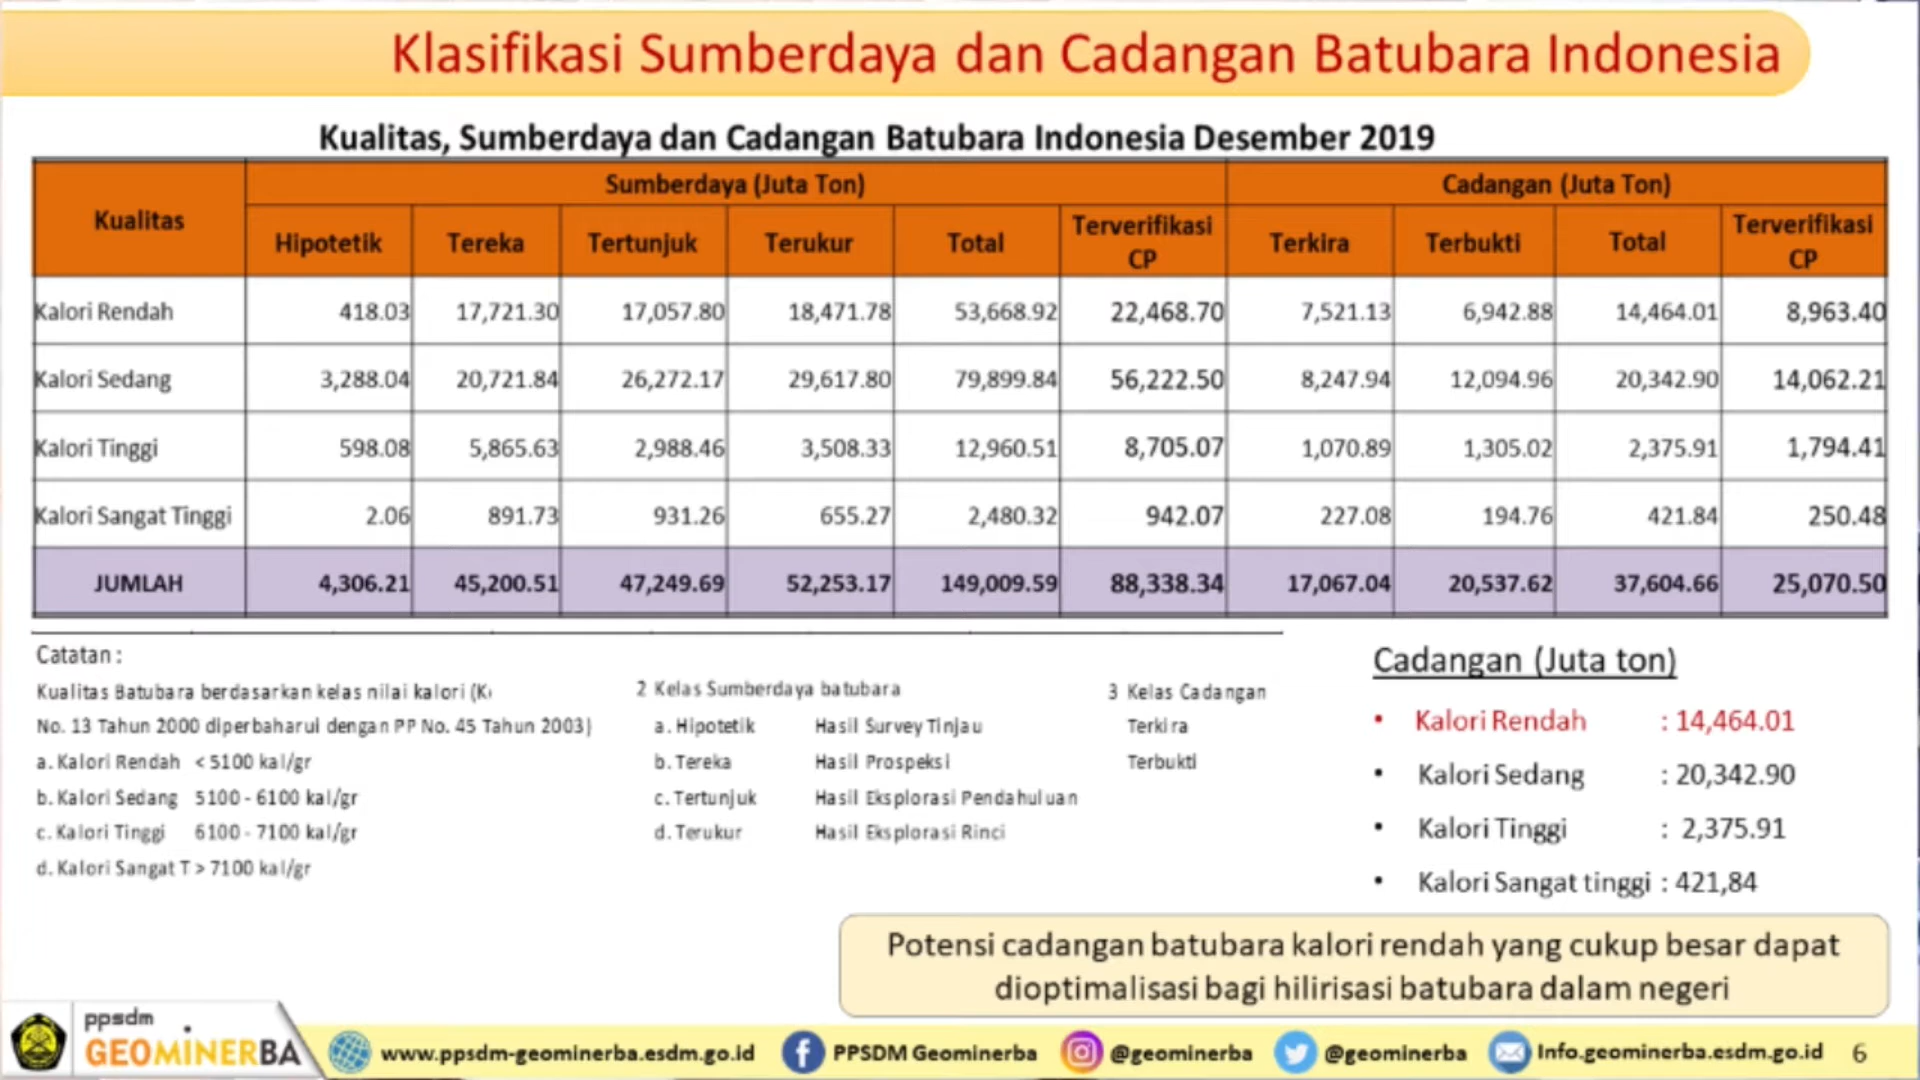 Klasifikasi Sumberdaya dan Cadangan Batubara Indonesia
Kualitas, Sumberdaya dan Cadangan Batubara Indonesia Desember 2019
Kualitas Sumberdaya (Juta Ton) Cadangan (Juta Ton)
Hipotetik Tereka Tertunjuk Terukur Total Terverifikasi CP Terkira Terbukti Total Terverifikasi CP
Kalori Rendah 418.03 17,721.30 17,057.80 18,471.78 53,668.92 22,468.70 7,521.13 6,942.88 14,464.01 8,963.40
Kalori Sedang 3,288.04 20,721.84 26,272.17 29,617.80 79,899.84 56,222.50 8,247.94 12,094.96 20,342.90 14,062.21
Kalori Tinggi 598.08 5,865.63 2,988.46 3,508.33 12,960.51 8,705.07 1,070.89 1,305.02 2,375.91 1,794.41
Kalori Sangat Tinggi 2.06 891.73 931.26 655.27 2,480.32 942.07 227.08 194.76 421.84 250.48
JUMLAH 4,306.21 45,200.51 47,249.69 52,253.17 149,009.59 88,338.34 17,067.04 20,537.62 37,604.66 25,070.50
Catatan :
Kualitas Batubara berdasarkan kelas nilai kalori
No. 13 Tahun 2000 diperbaharui dengan PP No. 45 Tahun 2003)
a. Kalori Rendah < 5100 kal/gr
b. Kalori Sedang 5100 - 6100 kal/gr
c. Kalori Tinggi 6100 - 7100 kal/gr
d. Kalori Sangat T > 7100 kal/gr
2 Kelas Sumberdaya batubara
a. Hipotetik Hasil Survey Tinjau
b. Tereka Hasil Prospeksi
c. Tertunjuk Hasil Eksplorasi Pendahuluan
d. Terukur Hasil Eksplorasi Rinci
3 Kelas Cadangan
Terkira
Terbukti
Cadangan (Juta ton)
• Kalori Rendah : 14,464.01
• Kalori Sedang : 20,342.90
• Kalori Tinggi : 2,375.91
• Kalori Sangat tinggi : 421,84
Potensi cadangan batubara kalori rendah yang cukup besar dapat
dioptimalisasi bagi hilirisasi batubara dalam negeri
ppsdm
GEOMINERBA
www.ppsdm-geominerba.esdm.go.id PPSDM Geominerba @geominerba @geominerba Info.geominerba.esdm.go.id 6